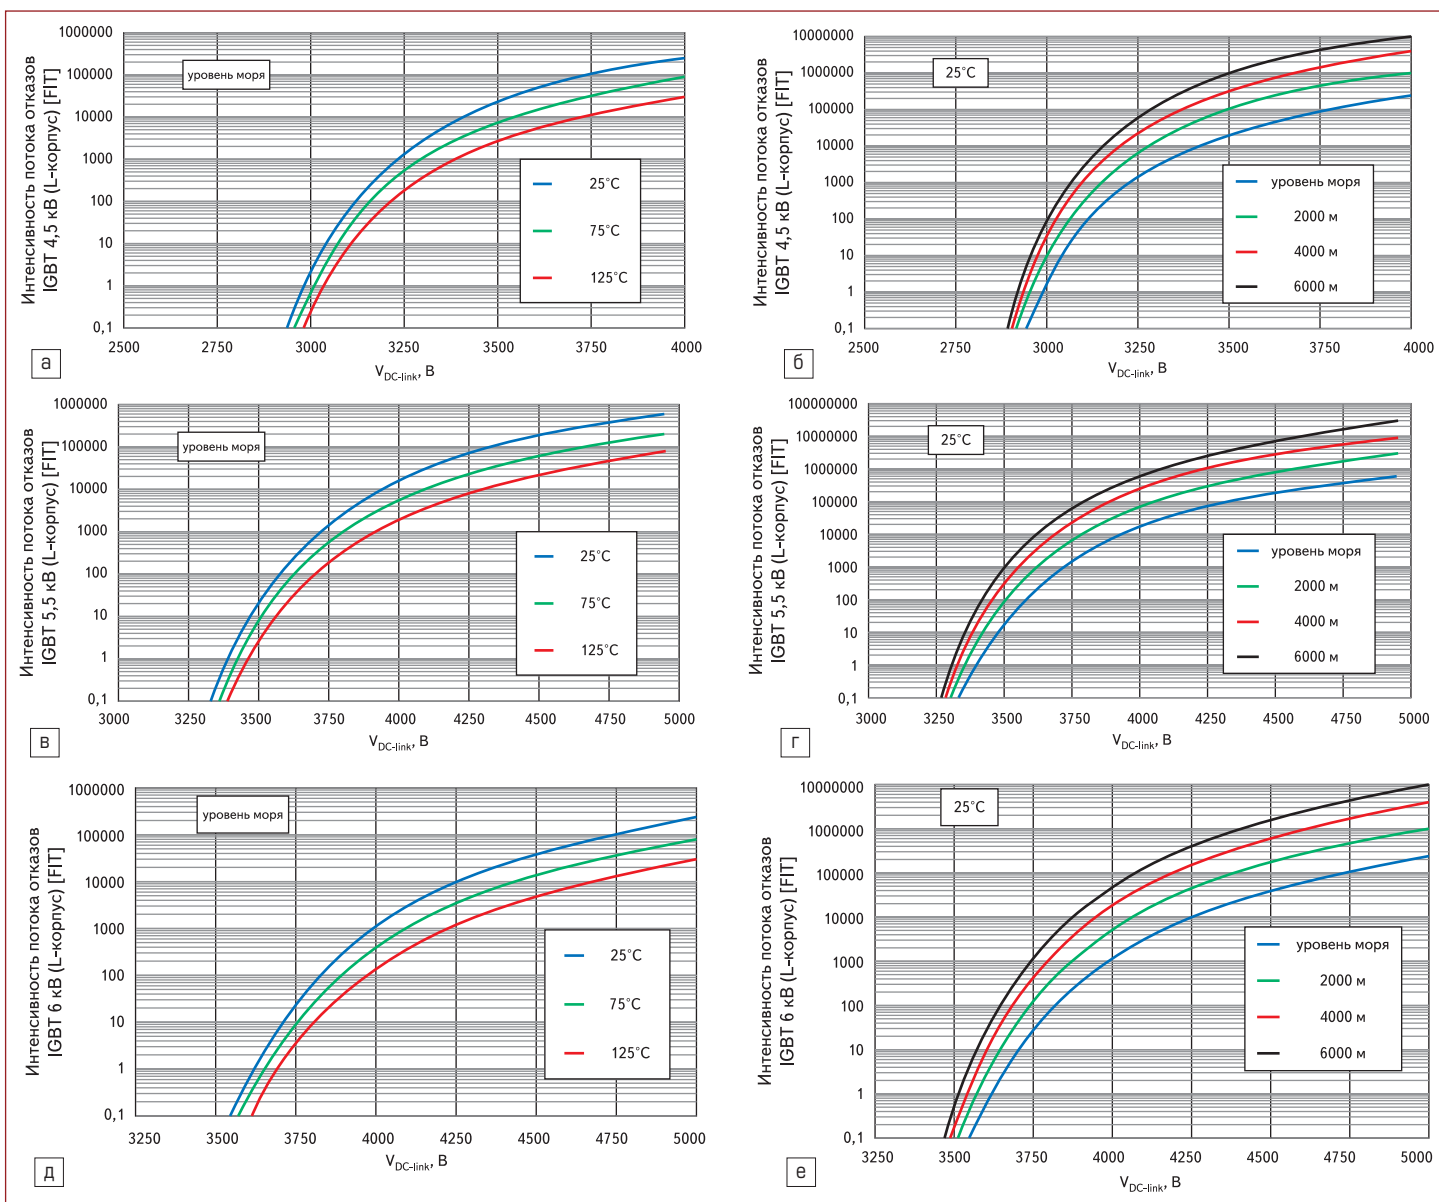 Интенсивность потока отказов
IGBT 4,5 кВ (L–корпус) [FIT]
1000000
100000
10000
1000
100
10
1
0,1
уровень моря
25°C
75°C
125°C
2500 2750 3000 3250 3500 3750 4000
V_DC–link, В
а
Интенсивность потока отказов
IGBT 4,5 кВ (L–корпус) [FIT]
10000000
1000000
100000
10000
1000
100
10
1
0,1
25°C
уровень моря
2000 м
4000 м
6000 м
2500 2750 3000 3250 3500 3750 4000
V_DC–link, В
б
Интенсивность потока отказов
IGBT 5,5 кВ (L–корпус) [FIT]
1000000
100000
10000
1000
100
10
1
0,1
уровень моря
25°C
75°C
125°C
3000 3250 3500 3750 4000 4250 4500 4750 5000
V_DC–link, В
в
Интенсивность потока отказов
IGBT 5,5 кВ (L–корпус) [FIT]
100000000
10000000
1000000
100000
10000
1000
100
10
1
0,1
25°C
уровень моря
2000 м
4000 м
6000 м
3000 3250 3500 3750 4000 4250 4500 4750 5000
V_DC–link, В
г
Интенсивность потока отказов
IGBT 6 кВ (L–корпус) [FIT]
1000000
100000
10000
1000
100
10
1
0,1
уровень моря
25°C
75°C
125°C
3250 3500 3750 4000 4250 4500 4750 5000
V_DC–link, В
д
Интенсивность потока отказов
IGBT 6 кВ (L–корпус) [FIT]
10000000
1000000
100000
10000
1000
100
10
1
0,1
25°C
уровень моря
2000 м
4000 м
6000 м
3250 3500 3750 4000 4250 4500 4750 5000
V_DC–link, В
е